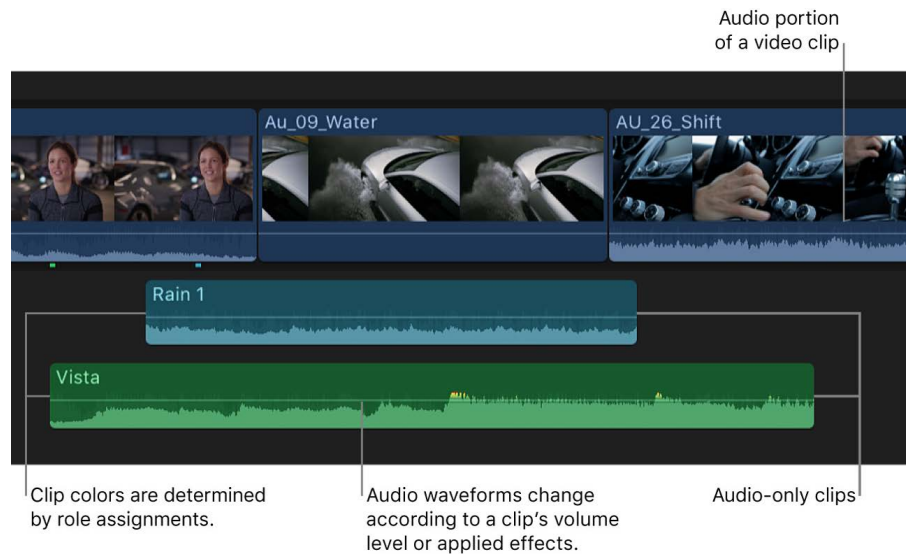 Audio portion
of a video clip
Au_09_Water
AU_26_Shift
Rain 1
Vista
Clip colors are determined
by role assignments.
Audio waveforms change
according to a clip’s volume
level or applied effects.
Audio-only clips